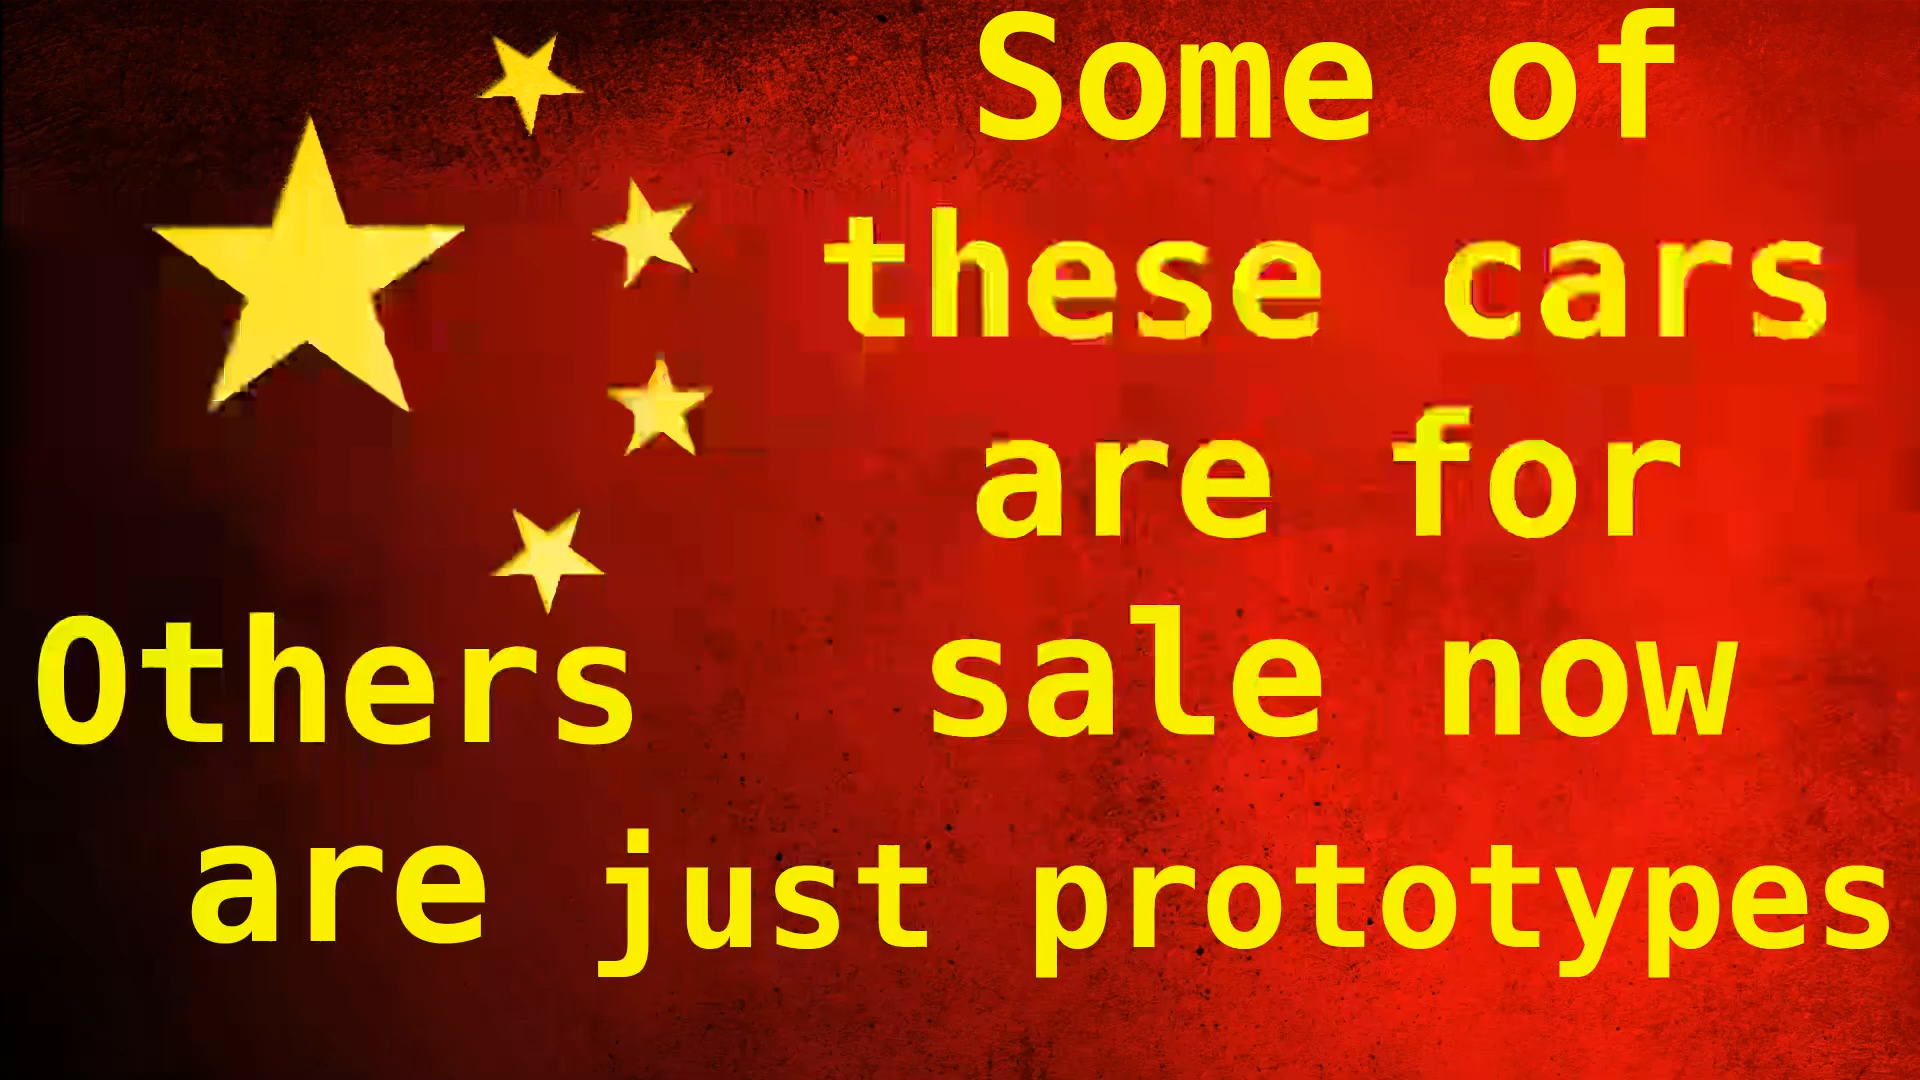 Some of
these cars
are for
sale now
Others
are just prototypes